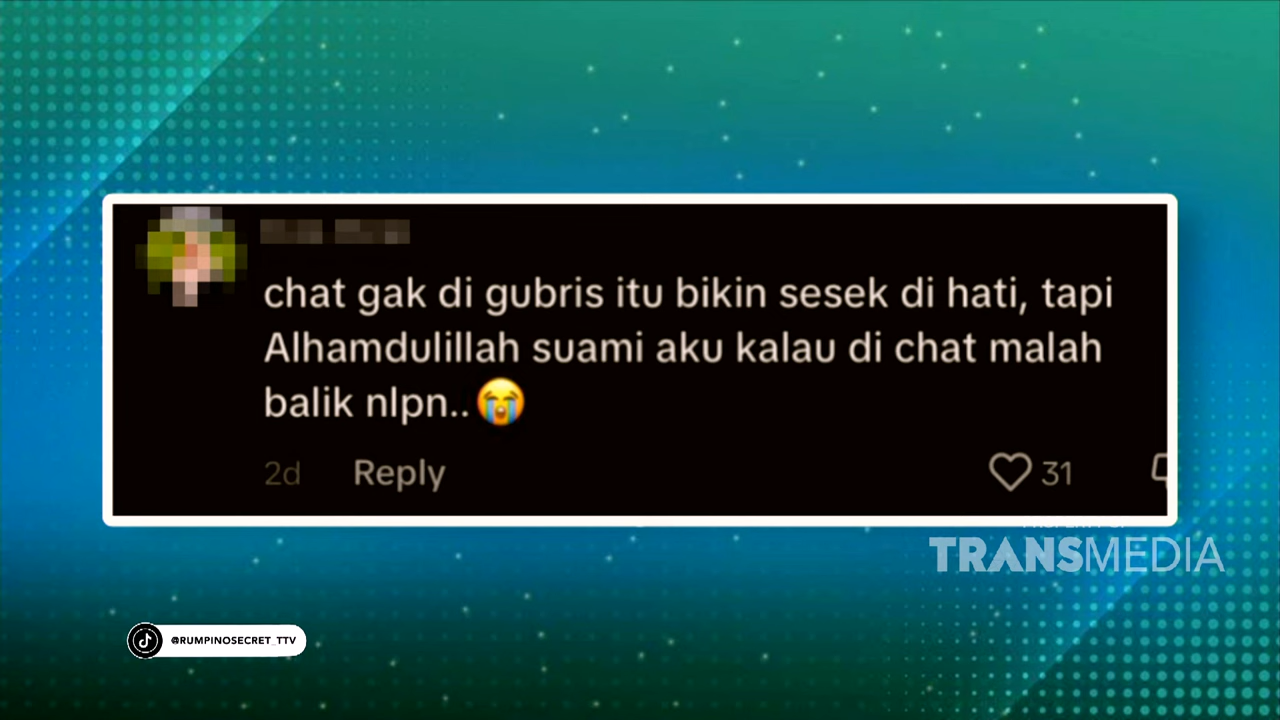 chat gak di gubris itu bikin sesek di hati, tapi
Alhamdulillah suami aku kalau di chat malah
balik nlpn..😭
2d Reply 31
TRANSMEDIA
@RUMPINOSECRET_TTV